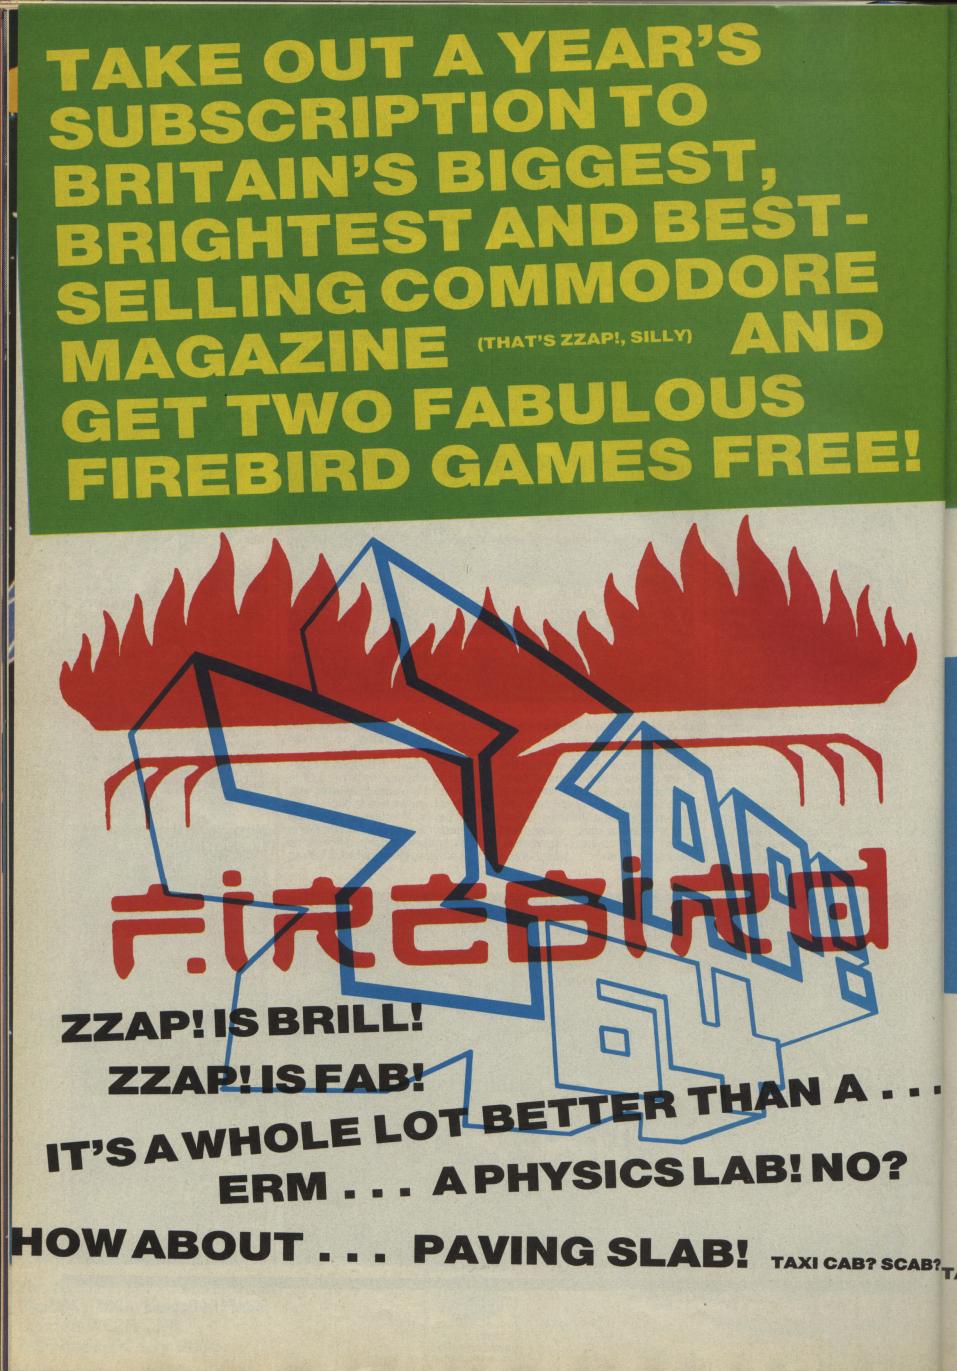 TAKE OUT A YEAR'S
SUBSCRIPTION TO
BRITAIN'S BIGGEST,
BRIGHTEST AND BEST-
SELLING COMMODORE
MAGAZINE (THAT'S ZZAP!, SILLY) AND
GET TWO FABULOUS
FIREBIRD GAMES FREE!
ZZAP!
64
FIREBIRD
ZZAP! IS BRILL!
ZZAP! IS FAB!
IT'S A WHOLE LOT BETTER THAN A . . .
ERM . . . A PHYSICS LAB! NO?
HOW ABOUT . . . PAVING SLAB! TAXI CAB? SCAB?